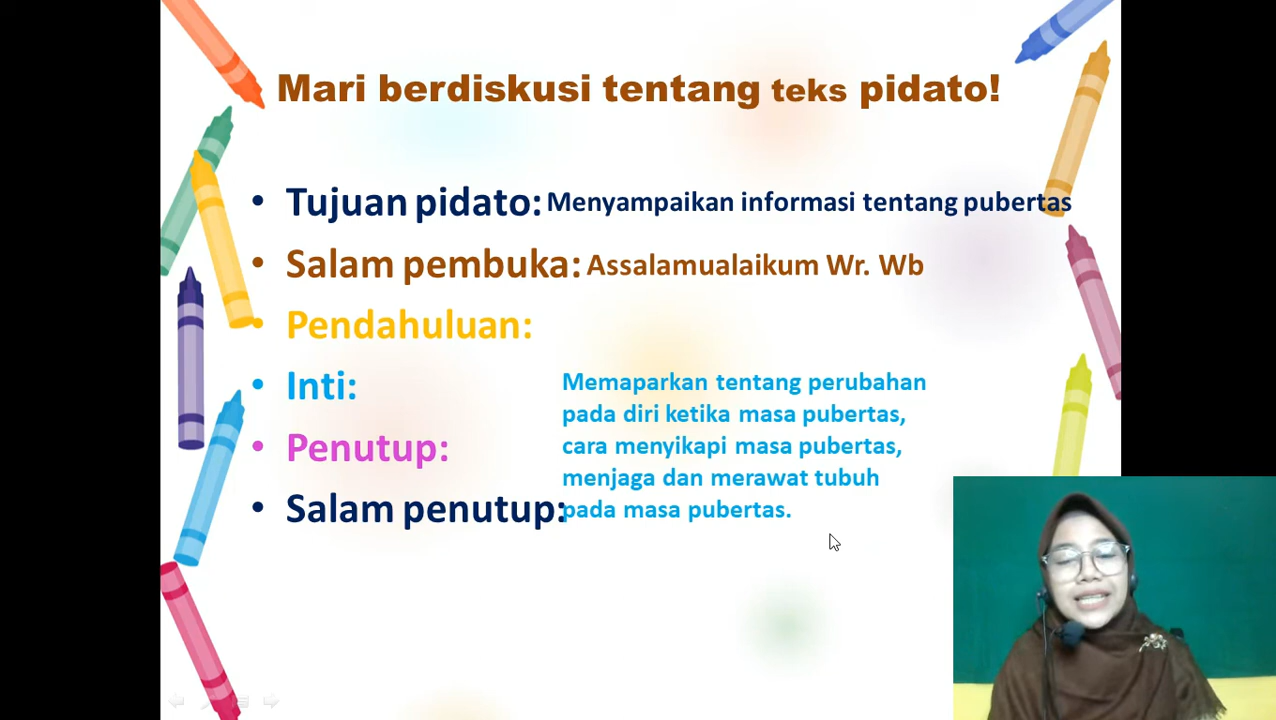 Mari berdiskusi tentang teks pidato!
• Tujuan pidato: Menyampaikan informasi tentang pubertas
• Salam pembuka: Assalamualaikum Wr. Wb
• Pendahuluan:
• Inti:
Memaparkan tentang perubahan
pada diri ketika masa pubertas,
cara menyikapi masa pubertas,
menjaga dan merawat tubuh
pada masa pubertas.
• Penutup:
• Salam penutup: